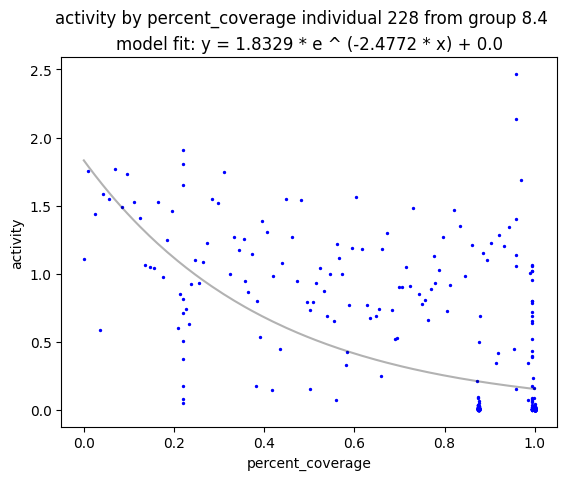 activity by percent_coverage individual 228 from group 8.4
model fit: y = 1.8329 * e ^ (-2.4772 * x) + 0.0
2.5
2.0
1.5
1.0
0.5
0.0
activity
0.0 0.2 0.4 0.6 0.8 1.0
percent_coverage